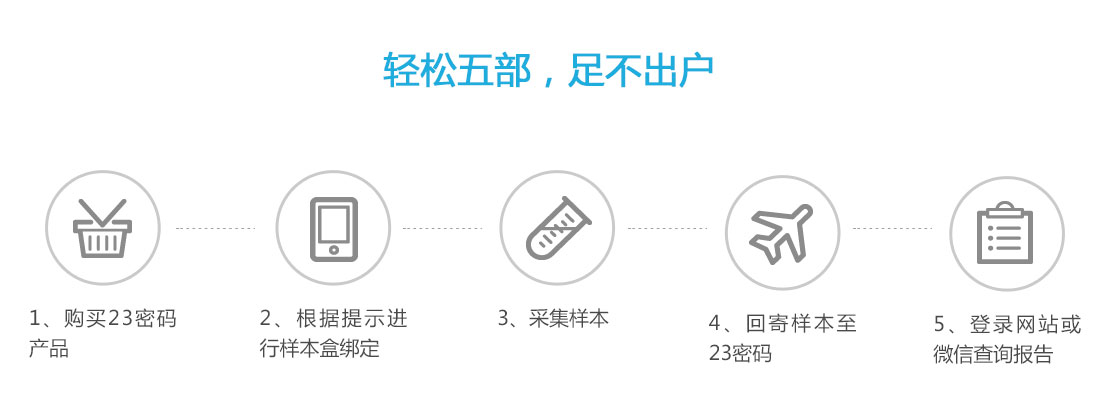 轻松五部，足不出户
1、购买23密码
产品
2、根据提示进
行样本盒绑定
3、采集样本
4、回寄样本至
23密码
5、登录网站或
微信查询报告